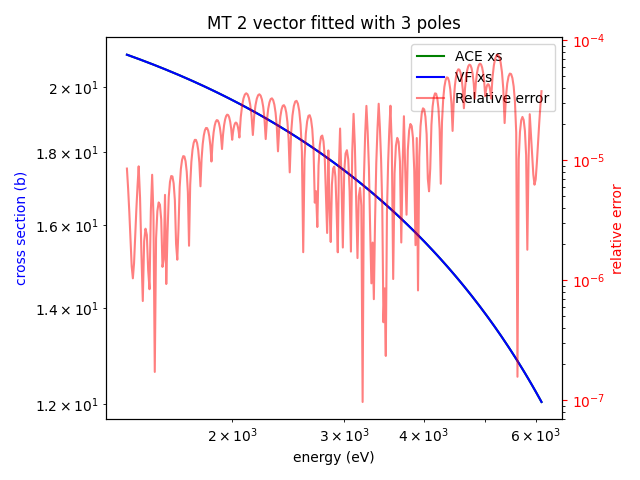 MT 2 vector fitted with 3 poles
ACE xs
VF xs
Relative error
cross section (b)
2 × 10¹
1.8 × 10¹
1.6 × 10¹
1.4 × 10¹
1.2 × 10¹
10⁻⁴
10⁻⁵
10⁻⁶
10⁻⁷
relative error
2 × 10³ 3 × 10³ 4 × 10³ 6 × 10³
energy (eV)